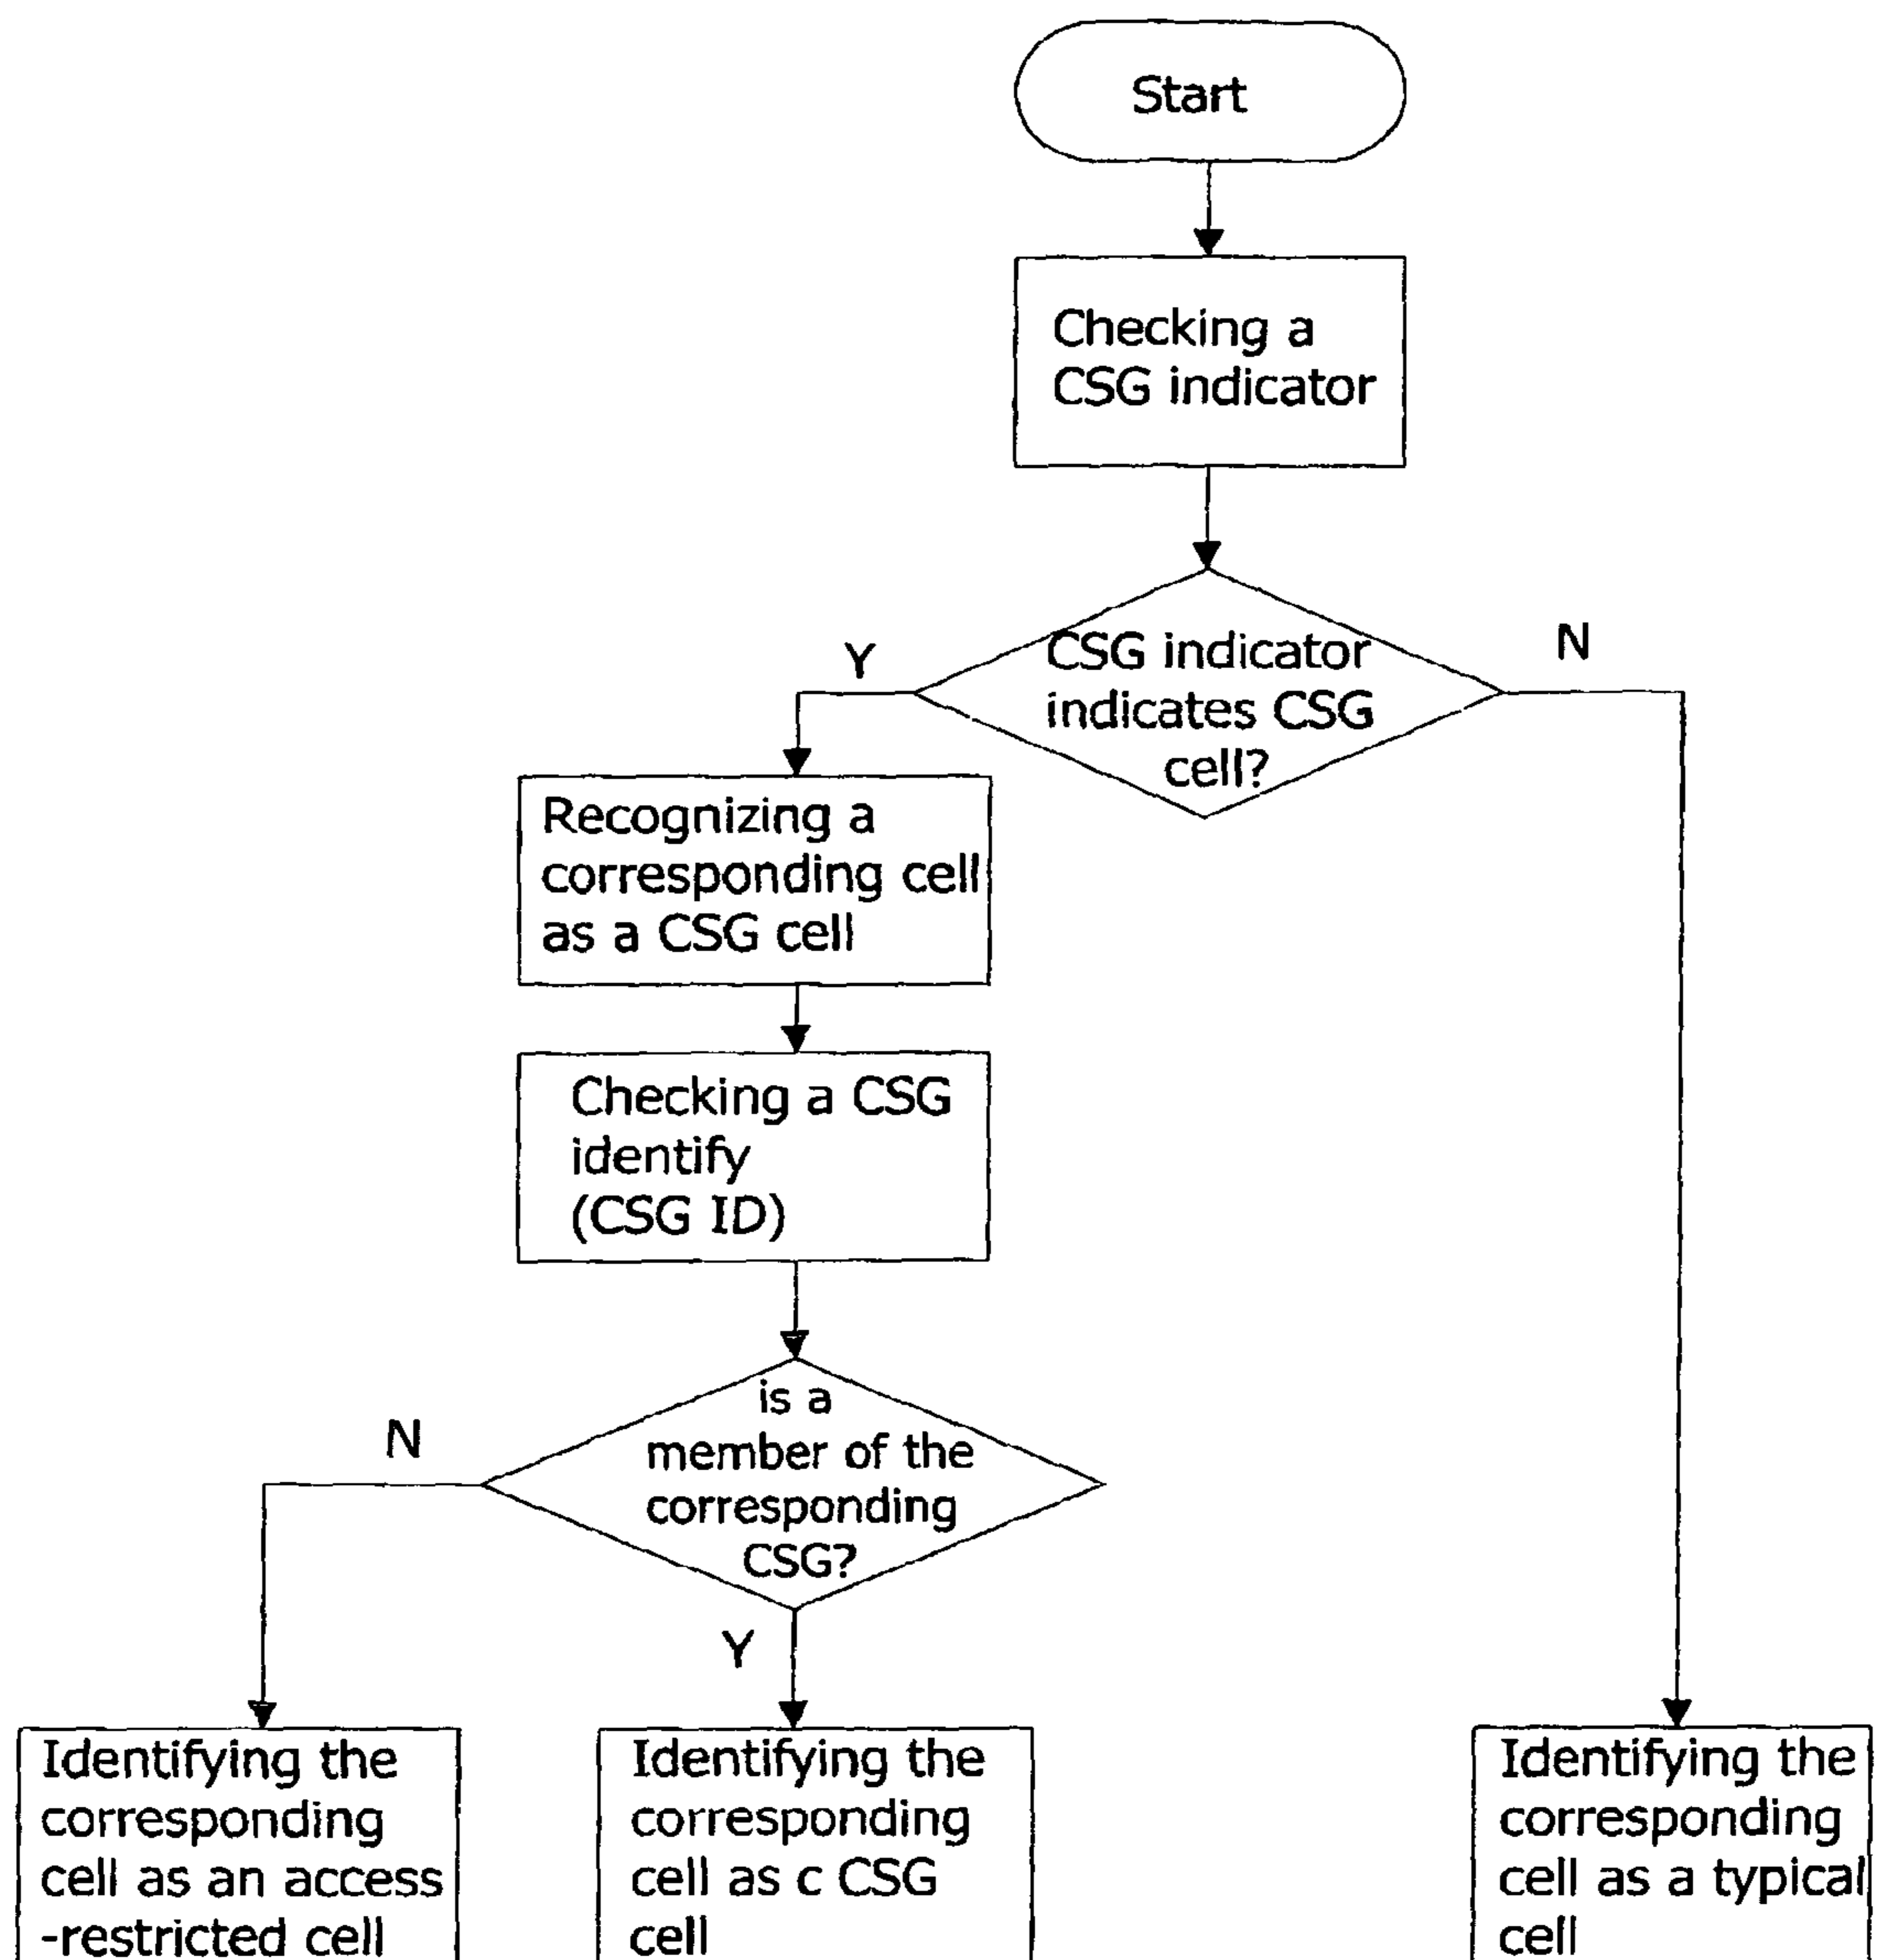 Start
Checking a
CSG indicator
CSG indicator
indicates CSG
cell?
Y
N
Recognizing a
corresponding cell
as a CSG cell
Checking a CSG
identify
(CSG ID)
is a
member of the
corresponding
CSG?
N
Y
Identifying the
corresponding
cell as an access
-restricted cell
Identifying the
corresponding
cell as c CSG
cell
Identifying the
corresponding
cell as a typical
cell